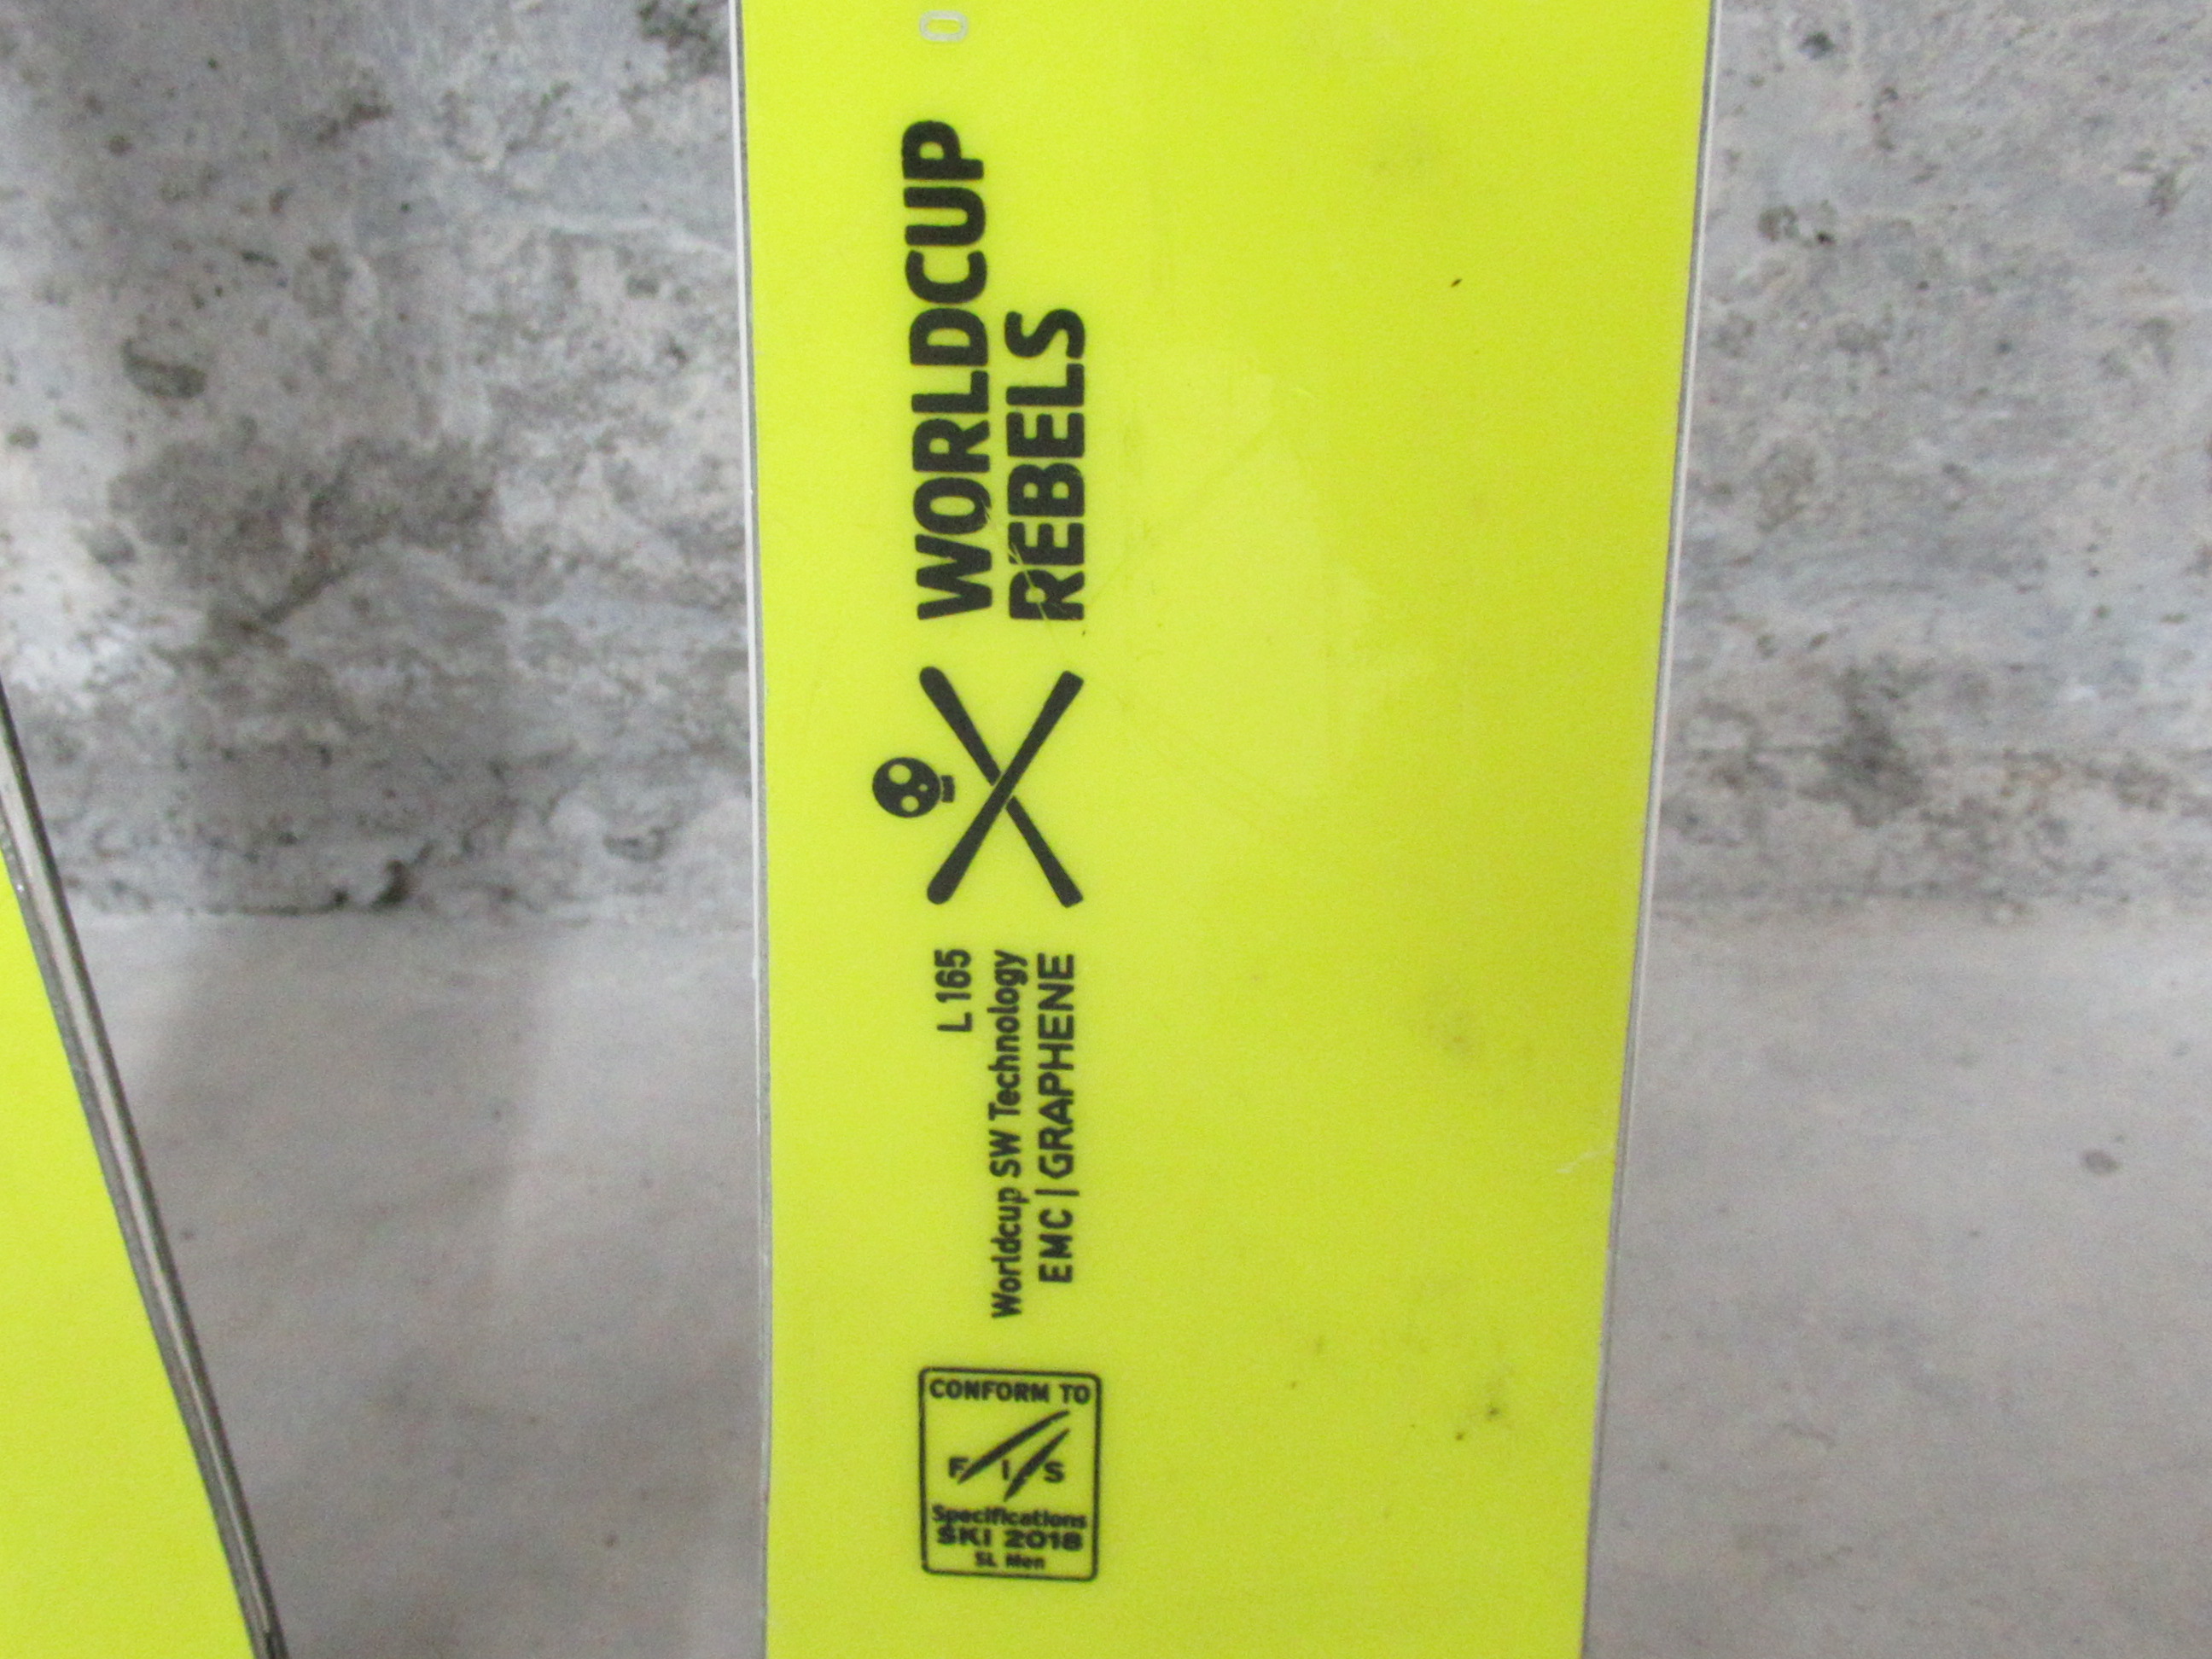 WORLDCUP
REBELS
L 165
Worldcup SW Technology
EMC | GRAPHENE
CONFORM TO
FIS
Specifications
SKI 2018
SL Men